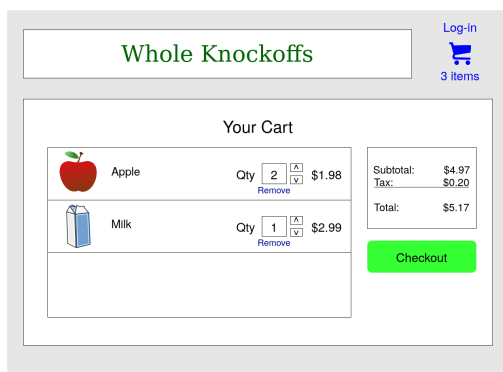 Log-in
Whole Knockoffs
3 items
Your Cart
Apple
Qty 2 ʌ v $1.98
Remove
Milk
Qty 1 ʌ v $2.99
Remove
Subtotal: $4.97
Tax: $0.20
Total: $5.17
Checkout